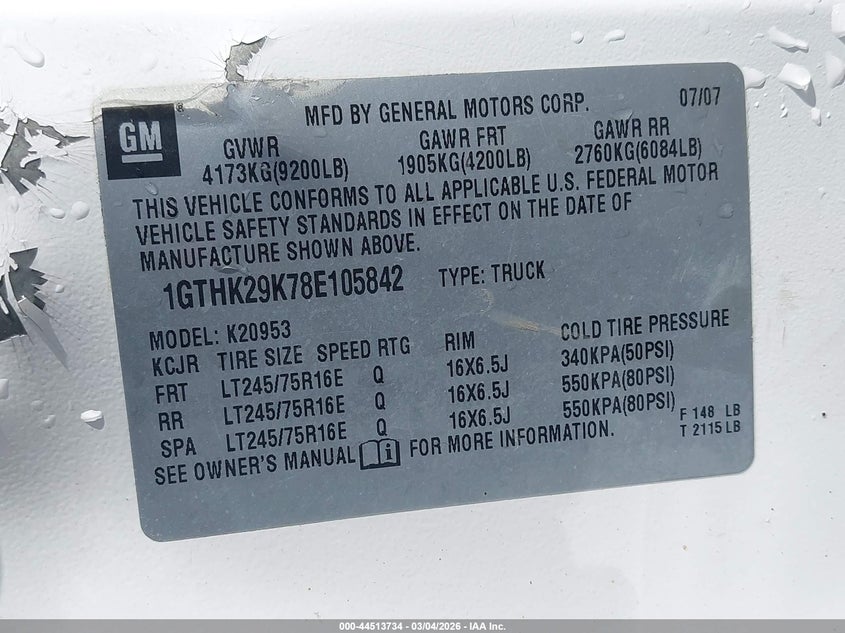 GM ®
MFD BY GENERAL MOTORS CORP. 07/07
GVWR GAWR FRT GAWR RR
4173KG(9200LB) 1905KG(4200LB) 2760KG(6084LB)
THIS VEHICLE CONFORMS TO ALL APPLICABLE U.S. FEDERAL MOTOR
VEHICLE SAFETY STANDARDS IN EFFECT ON THE DATE OF
MANUFACTURE SHOWN ABOVE.
1GTHK29K78E105842 TYPE: TRUCK
MODEL: K20953
KCJR TIRE SIZE SPEED RTG RIM COLD TIRE PRESSURE
FRT LT245/75R16E Q 16X6.5J 340KPA(50PSI)
RR LT245/75R16E Q 16X6.5J 550KPA(80PSI)
SPA LT245/75R16E Q 16X6.5J 550KPA(80PSI)
F 148 LB
T 2115 LB
SEE OWNER'S MANUAL i FOR MORE INFORMATION.
000-44513734 - 03/04/2026 - IAA Inc.